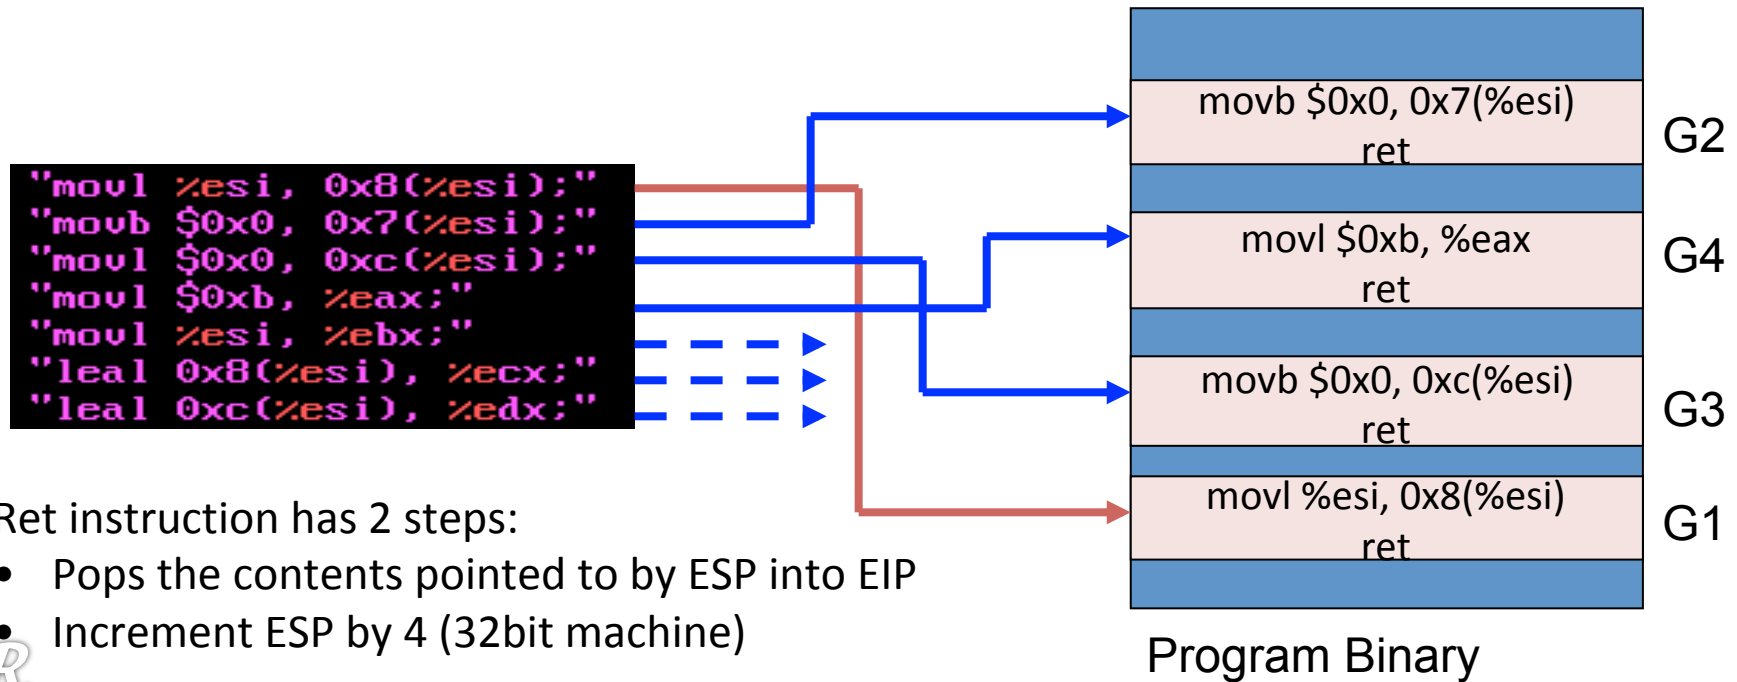 "movl %esi, 0x8(%esi);"
"movb $0x0, 0x7(%esi);"
"movl $0x0, 0xc(%esi);"
"movl $0xb, %eax;"
"movl %esi, %ebx;"
"leal 0x8(%esi), %ecx;"
"leal 0xc(%esi), %edx;"
movb $0x0, 0x7(%esi)
ret
G2
movl $0xb, %eax
ret
G4
movb $0x0, 0xc(%esi)
ret
G3
movl %esi, 0x8(%esi)
ret
G1
Program Binary
Ret instruction has 2 steps:
• Pops the contents pointed to by ESP into EIP
• Increment ESP by 4 (32bit machine)
R